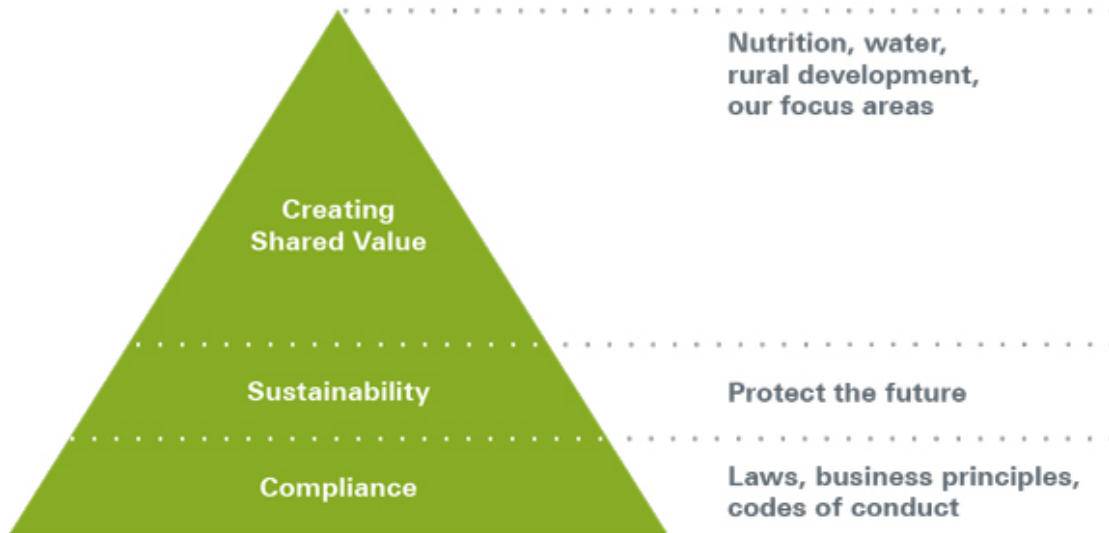 Nutrition, water,
rural development,
our focus areas
Creating
Shared Value
Sustainability
Protect the future
Compliance
Laws, business principles,
codes of conduct